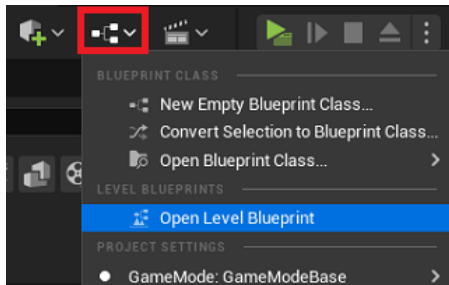 BLUEPRINT CLASS
New Empty Blueprint Class...
Convert Selection to Blueprint Class...
Open Blueprint Class...
LEVEL BLUEPRINTS
Open Level Blueprint
PROJECT SETTINGS
GameMode: GameModeBase